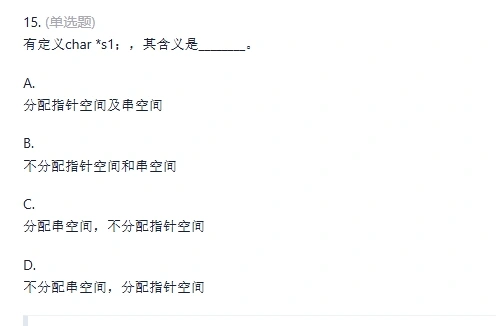 15. (单选题)
有定义char *s1；，其含义是________。
A.
分配指针空间及串空间
B.
不分配指针空间和串空间
C.
分配串空间，不分配指针空间
D.
不分配串空间，分配指针空间